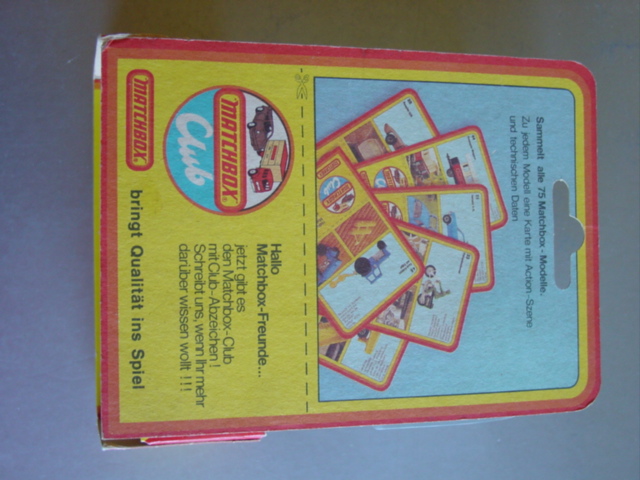 Sammelt alle 75 Matchbox-Modelle.
Zu jedem Modell eine Karte mit Action-Szene
und technischen Daten
MATCHBOX
Club
Hallo
Matchbox-Freunde...
jetzt gibt es
den Matchbox-Club
mit Club-Abzeichen!
Schreibt uns, wenn Ihr mehr
darüber wissen wollt!!!
MATCHBOX
bringt Qualität ins Spiel